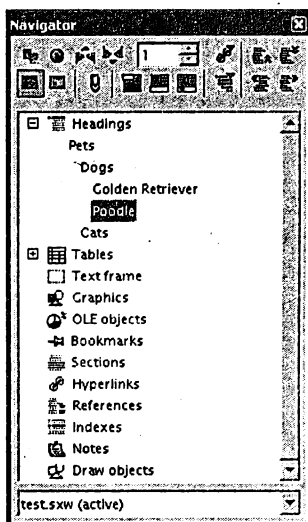 Navigator
1
Headings
Pets
Dogs
Golden Retriever
Poodle
Cats
Tables
Text frame
Graphics
OLE objects
Bookmarks
Sections
Hyperlinks
References
Indexes
Notes
Draw objects
test.sxw (active)